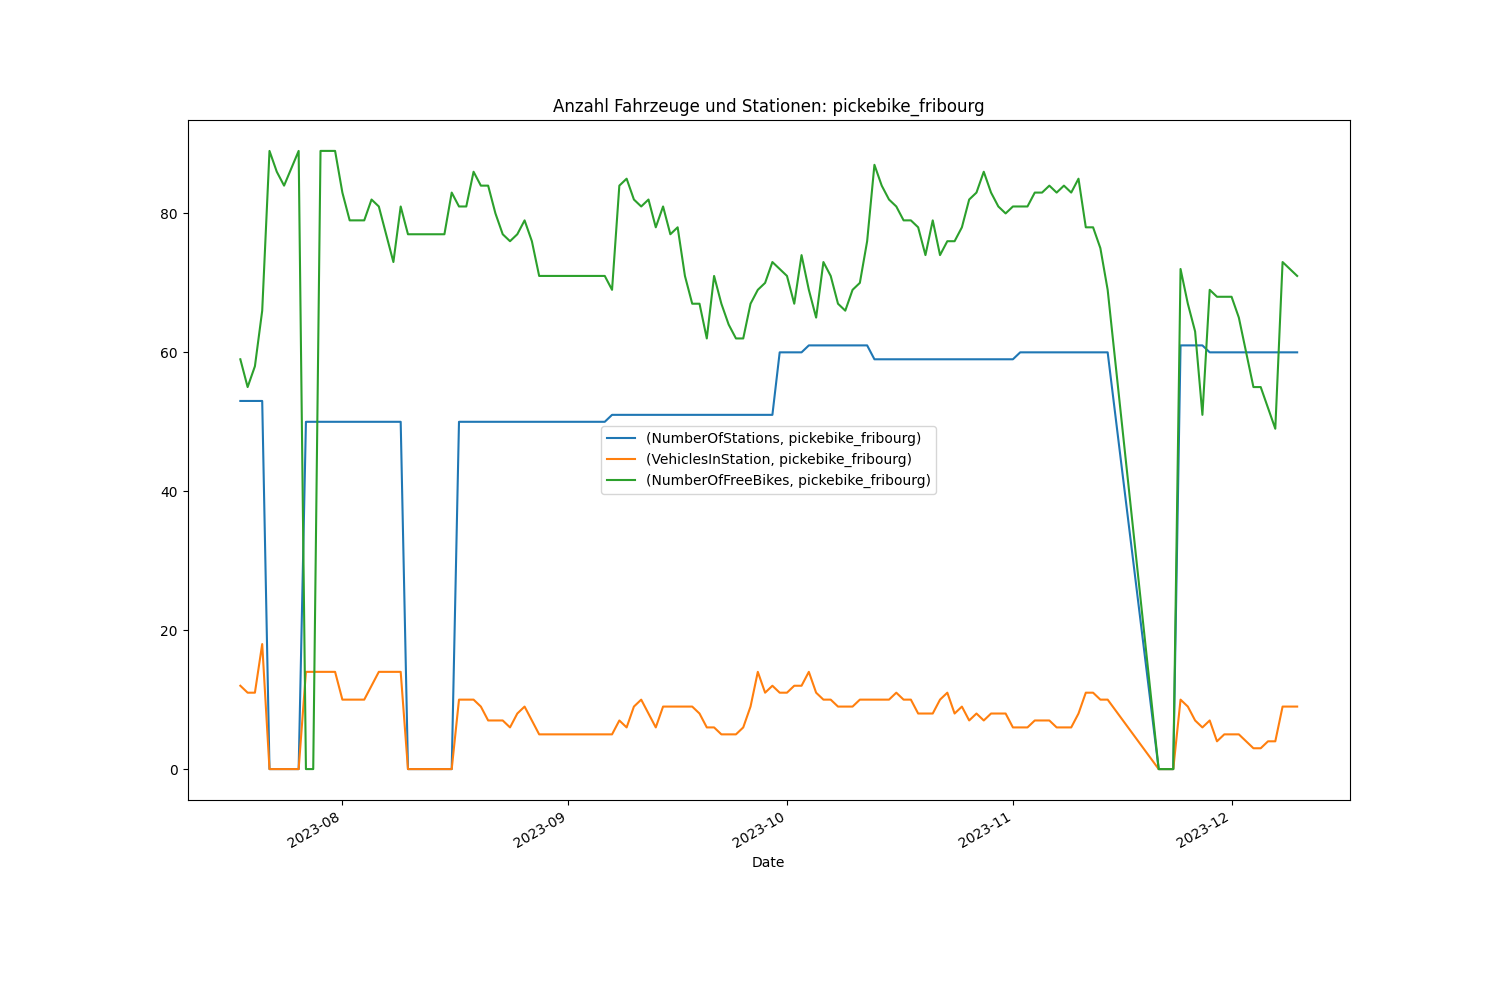 Anzahl Fahrzeuge und Stationen: pickebike_fribourg
80
60
40
20
0
(NumberOfStations, pickebike_fribourg)
(VehiclesInStation, pickebike_fribourg)
(NumberOfFreeBikes, pickebike_fribourg)
2023-08
2023-09
2023-10
2023-11
2023-12
Date